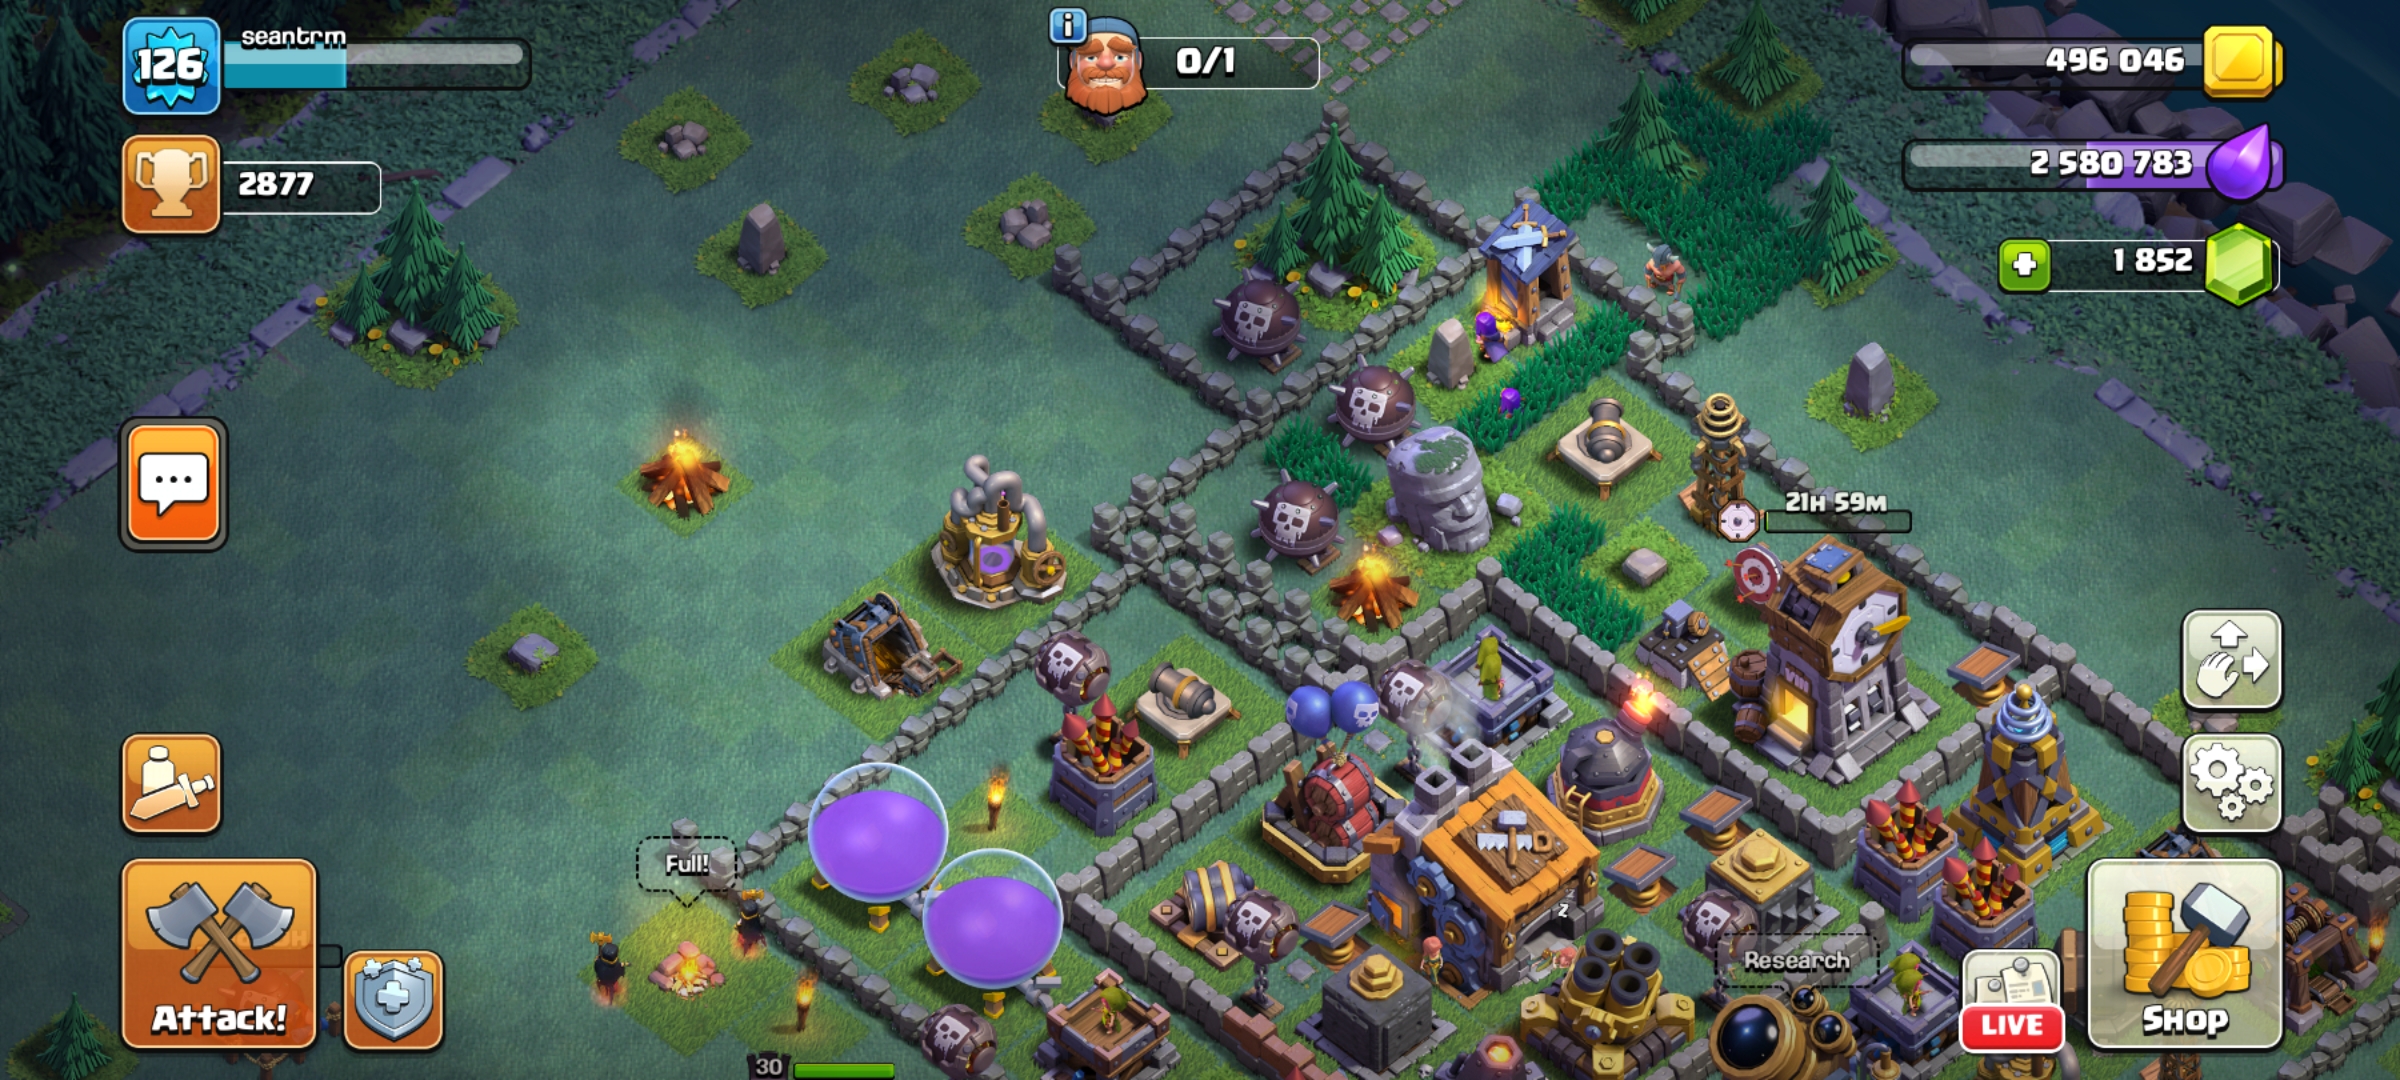 126
seantrm
i
0/1
496 046
2877
2 580 783
1 852
21H 59M
VIII
Full!
z
Research
Attack!
LIVE
SHOP
30